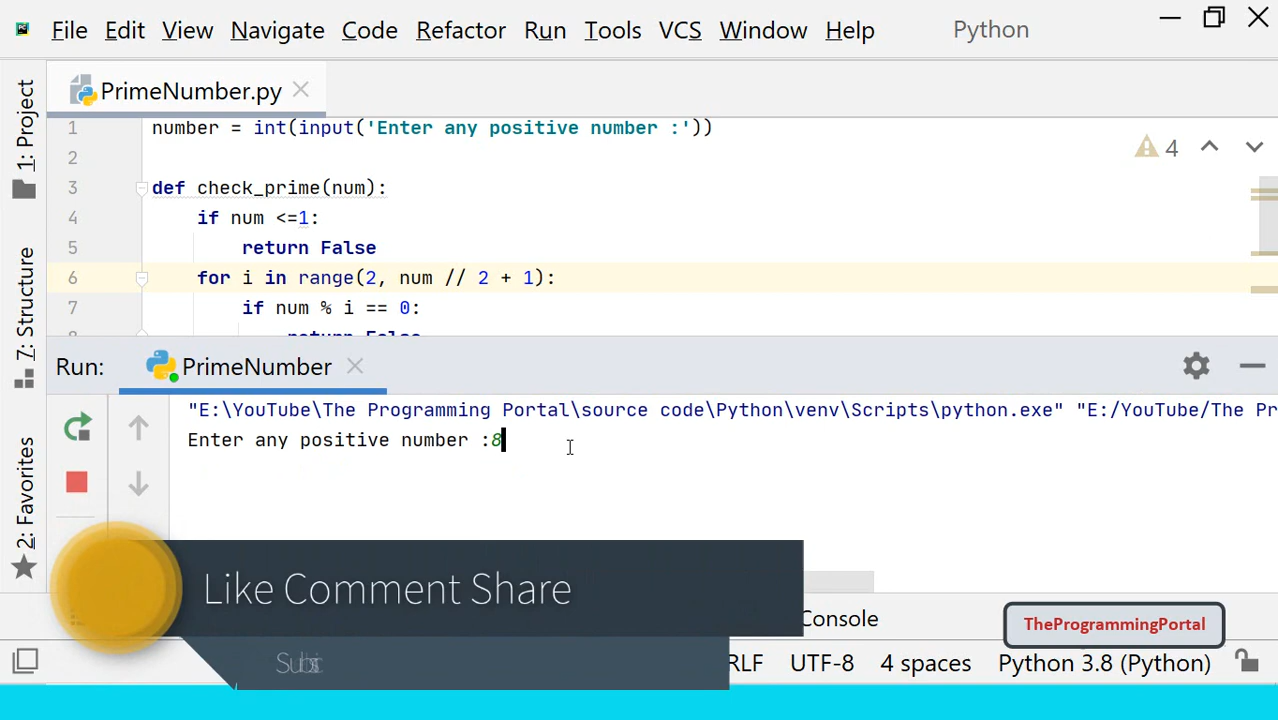 File Edit View Navigate Code Refactor Run Tools VCS Window Help Python
PrimeNumber.py
1: Project
7: Structure
2: Favorites
1 number = int(input('Enter any positive number :'))
4
2
3 def check_prime(num):
4 if num <=1:
5 return False
6 for i in range(2, num // 2 + 1):
7 if num % i == 0:
8 return False
Run: PrimeNumber
"E:\YouTube\The Programming Portal\source code\Python\venv\Scripts\python.exe" "E:/YouTube/The Pr
Enter any positive number :8
Like Comment Share
Console
TheProgrammingPortal
RLF UTF-8 4 spaces Python 3.8 (Python)